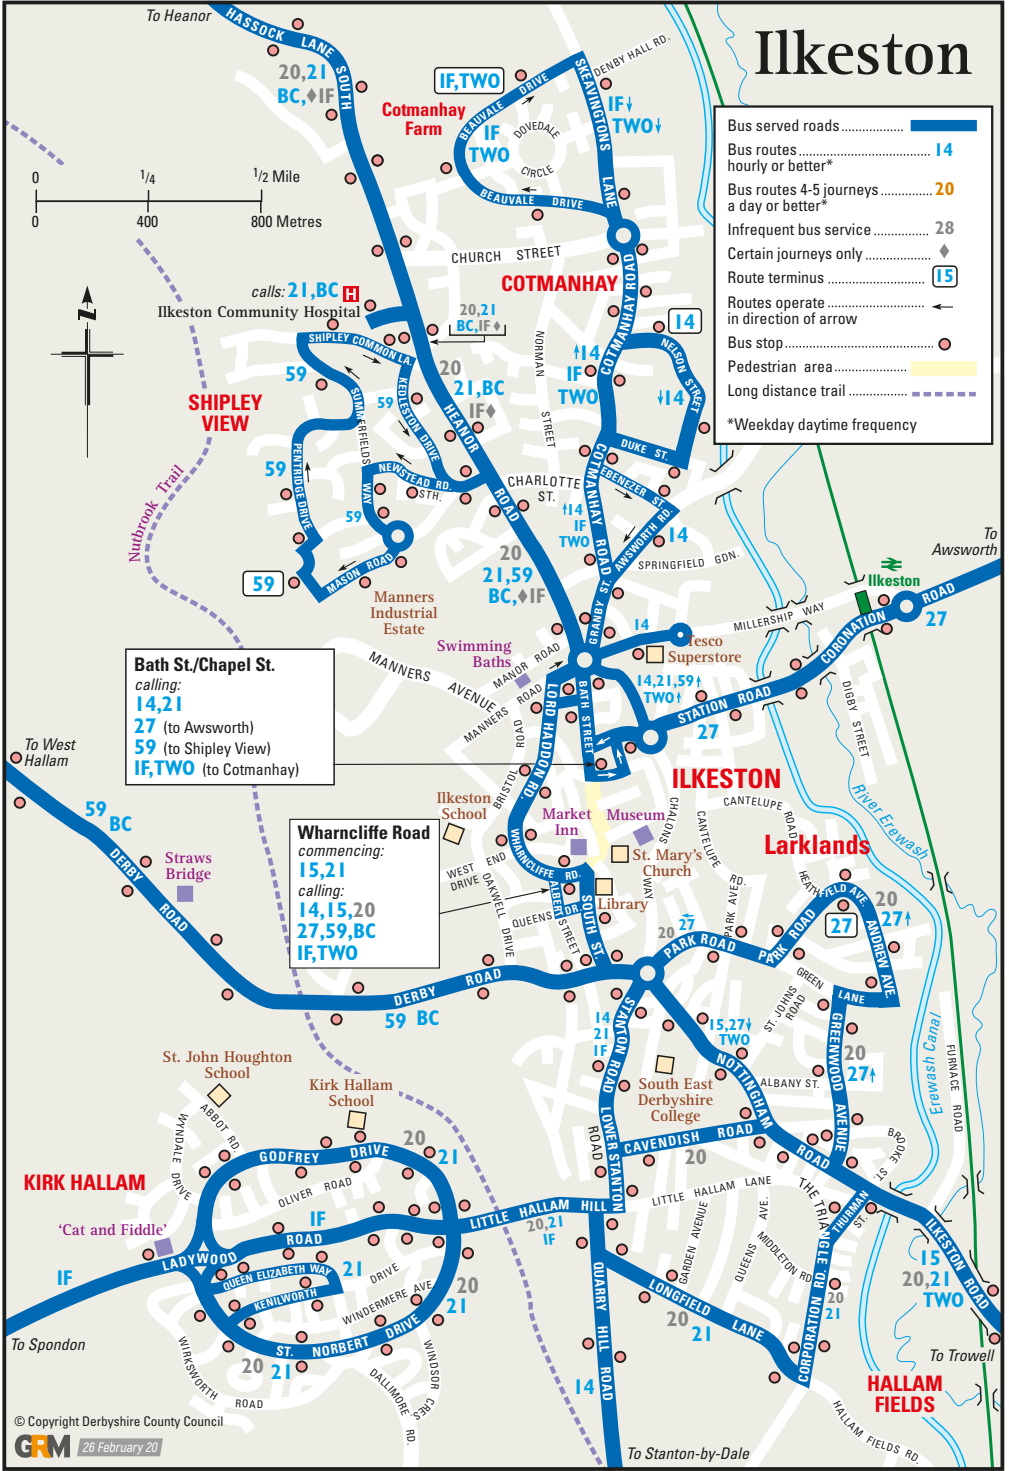 To Heanor
HASSOCK LANE SOUTH
20,21
BC,♦IF
Ilkeston
IF,TWO
Cotmanhay
Farm
BEAUVALE DRIVE
IF
TWO
DOVEDALE
CIRCLE
BEAUVALE DRIVE
SKEAVINGTONS LANE
DENBY HALL RD.
IF↓
TWO↓
Bus served roads
Bus routes
hourly or better*
14
Bus routes 4-5 journeys
a day or better*
20
Infrequent bus service
28
Certain journeys only
♦
Route terminus
15
Routes operate
in direction of arrow
Bus stop
Pedestrian area
Long distance trail
*Weekday daytime frequency
0
1/4
1/2 Mile
0
400
800 Metres
N
CHURCH STREET
COTMANHAY
COTMANHAY ROAD
calls: 21,BC H
Ilkeston Community Hospital
20,21
BC,IF♦
SHIPLEY COMMON LA.
59
SHIPLEY
VIEW
KEDLESTON DRIVE
59
SUMMERFIELDS WAY
20
21,BC
IF♦
HEANOR ROAD
NORMAN STREET
↑14
IF
TWO
14
NELSON STREET
↓14
DUKE ST.
EBENEZER ST.
AWSWORTH RD.
14
COTMANHAY ROAD
CHARLOTTE
ST.
↑14
IF
TWO
SPRINGFIELD GDN.
GRANBY ST.
59
PENTRIDGE DRIVE
NEWSTEAD RD.
STH.
59
MASON ROAD
59
Nutbrook Trail
Manners
Industrial
Estate
20
21,59
BC,♦IF
To
Awsworth
Ilkeston
CORONATION ROAD
27
MILLERSHIP WAY
14
Tesco
Superstore
Swimming
Baths
MANOR ROAD
MANNERS AVENUE
MANNERS ROAD
14,21,59↑
TWO↑
STATION ROAD
27
DIGBY STREET
LORD HADDON RD.
BATH STREET
Bath St./Chapel St.
calling:
14,21
27 (to Awsworth)
59 (to Shipley View)
IF,TWO (to Cotmanhay)
To West
Hallam
59
BC
DERBY ROAD
Straws
Bridge
BRISTOL ROAD
Ilkeston
School
ILKESTON
Market
Inn
Museum
CHALONS WAY
CANTELUPE ROAD
CANTELUPE
RD.
River Erewash
Larklands
Wharncliffe Road
commencing:
15,21
calling:
14,15,20
27,59,BC
IF,TWO
WHARNCLIFFE RD.
WEST END
DRIVE
OAKWELL DRIVE
ALBERT STREET
QUEENS DR.
SOUTH ST.
St. Mary's
Church
Library
PARK AVE.
HEATHFIELD AVE.
20
27↑
27
ANDREW AVE.
20
27
PARK ROAD
PARK ROAD
GREEN
LANE
DERBY ROAD
59 BC
STANTON ROAD
14
21
IF
15,27↓
TWO
NOTTINGHAM ROAD
ST. JOHNS
ROAD
GREENWOOD AVENUE
20
27↑
ALBANY ST.
Erewash Canal
FURNACE ROAD
BROOKE ST.
South East
Derbyshire
College
St. John Houghton
School
Kirk Hallam
School
ABBOT RD.
WYNDALE DRIVE
LOWER STANTON
ROAD
CAVENDISH ROAD
20
KIRK HALLAM
GODFREY DRIVE
20
21
OLIVER ROAD
'Cat and Fiddle'
IF
LADYWOOD
ROAD
IF
LITTLE HALLAM HILL
20,21
IF
LITTLE HALLAM LANE
THE TRIANGLE
THURMAN
ST.
ILKESTON ROAD
15
20,21
TWO
QUEEN ELIZABETH WAY
21
KENILWORTH
DRIVE
WINDERMERE AVE.
20
21
ST. NORBERT DRIVE
20
21
GARDEN AVENUE
QUEENS AVE.
MIDDLETON RD.
CORPORATION RD.
20
21
LONGFIELD LANE
20
21
QUARRY HILL ROAD
14
To Spondon
WIRKSWORTH
ROAD
DALLIMORE
RD.
WINDSOR CRES.
To Trowell
HALLAM
FIELDS
HALLAM FIELDS RD.
To Stanton-by-Dale
© Copyright Derbyshire County Council
GRM 26 February 20